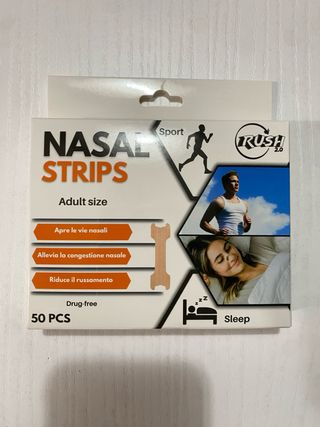 NASAL
STRIPS
Sport
RUSH
2.0
Adult size
Apre le vie nasali
Allevia la congestione nasale
Riduce il russamento
Drug-free
50 PCS
z z Z
Sleep